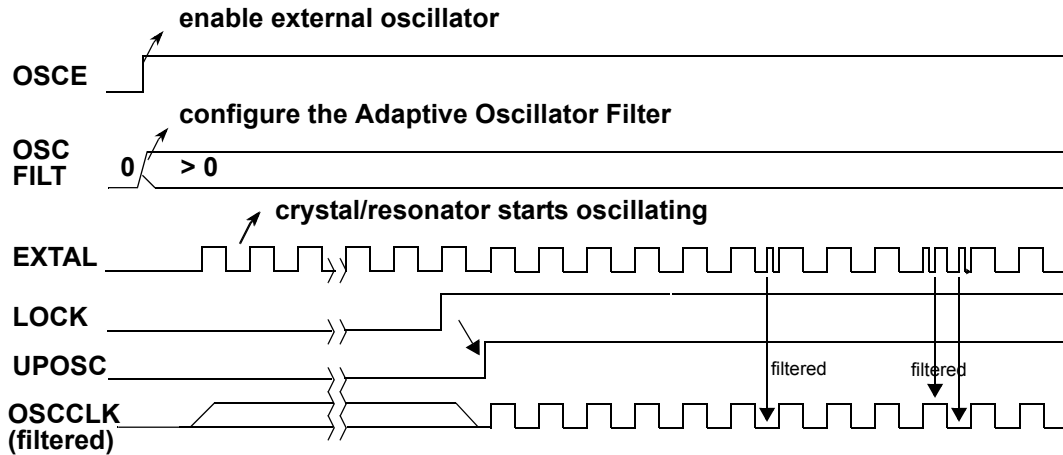 enable external oscillator
OSCE
configure the Adaptive Oscillator Filter
OSC
FILT
0 > 0
crystal/resonator starts oscillating
EXTAL
LOCK
UPOSC
filtered filtered
OSCCLK
(filtered)